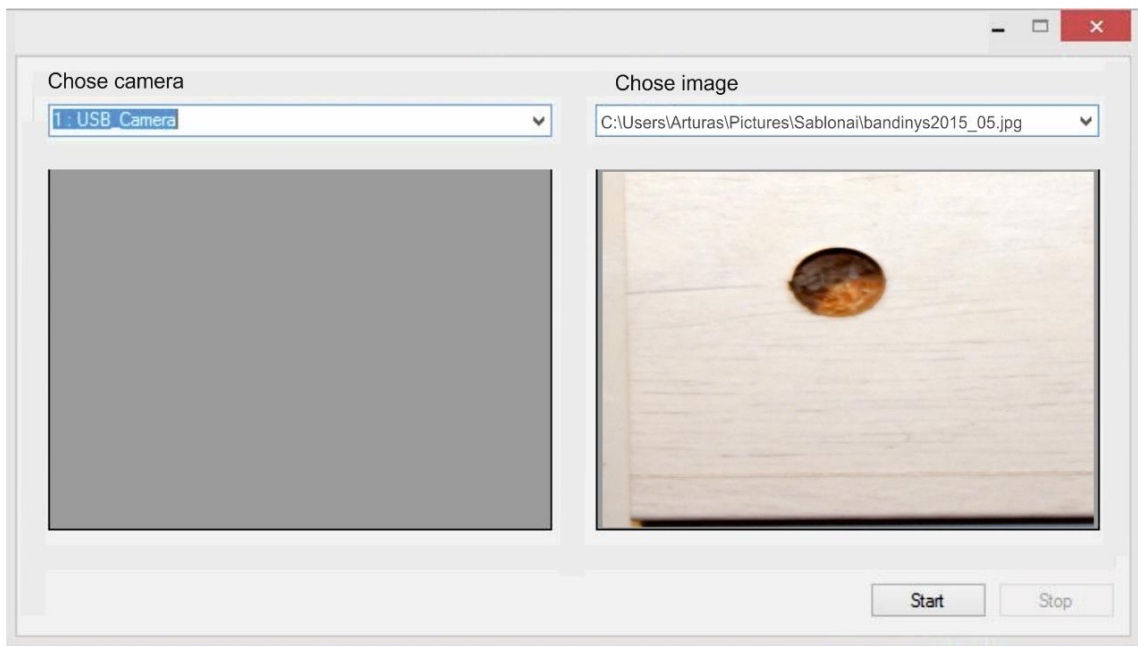 Chose camera
Chose image
1 : USB_Camera
C:\Users\Arturas\Pictures\Sablonai\bandinys2015_05.jpg
Start
Stop